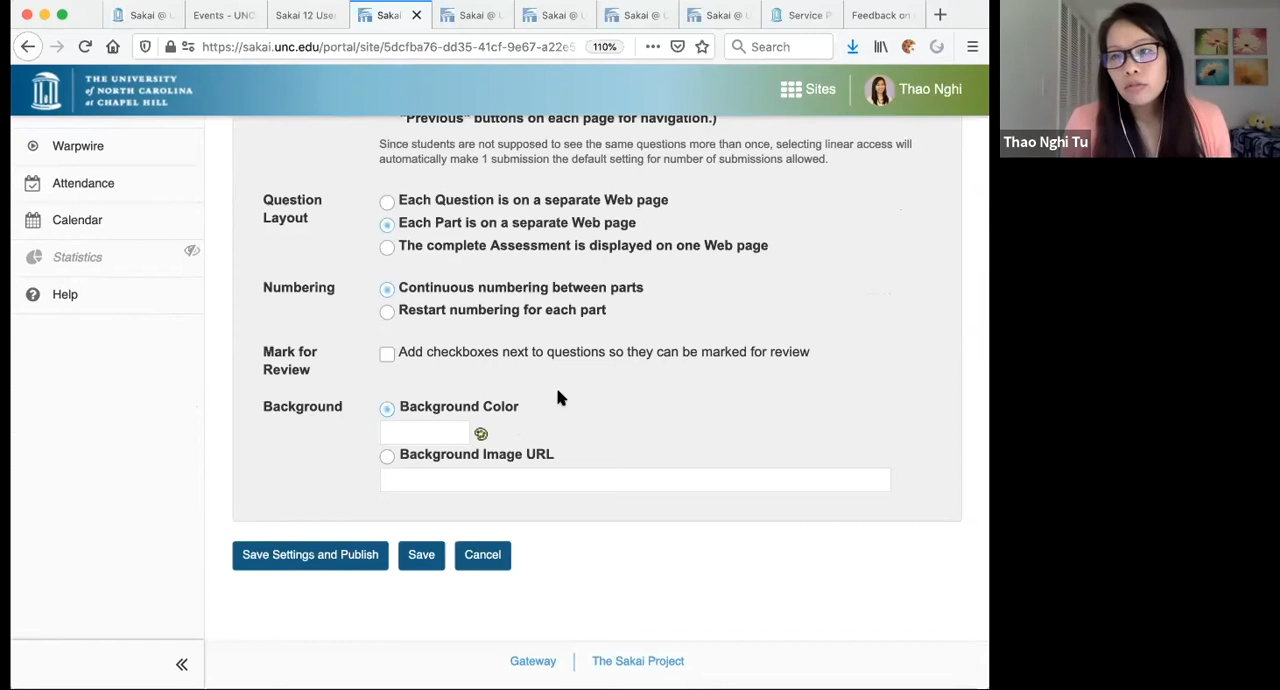 Sakai @ U
Events - UNC
Sakai 12 User
Sakai
Sakai @ U
Sakai @ U
Sakai @ U
Sakai @ U
Service P
Feedback on
https://sakai.unc.edu/portal/site/5dcfba76-dd35-41cf-9e67-a22e5
110%
Search
THE UNIVERSITY
of NORTH CAROLINA
at CHAPEL HILL
Sites
Thao Nghi
Thao Nghi Tu
Warpwire
Attendance
Calendar
Statistics
Help
"Previous" buttons on each page for navigation.)
Since students are not supposed to see the same questions more than once, selecting linear access will
automatically make 1 submission the default setting for number of submissions allowed.
Question
Layout
Each Question is on a separate Web page
Each Part is on a separate Web page
The complete Assessment is displayed on one Web page
Numbering
Continuous numbering between parts
Restart numbering for each part
Mark for
Review
Add checkboxes next to questions so they can be marked for review
Background
Background Color
Background Image URL
Save Settings and Publish
Save
Cancel
Gateway
The Sakai Project